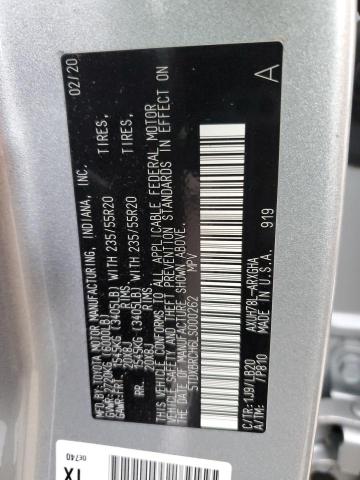 MFD. BY: TOYOTA MOTOR MANUFACTURING, INDIANA, INC. 02/20
GVWR 2720KG (6000LB)
GAWR: FRT. 1545KG (3405LB) WITH 235/55R20 TIRES,
20X8J RIMS,
RR. 1545KG (3405LB) WITH 235/55R20 TIRES,
20X8J RIMS,
THIS VEHICLE CONFORMS TO ALL APPLICABLE FEDERAL MOTOR
VEHICLE SAFETY AND THEFT PREVENTION STANDARDS IN EFFECT ON
THE DATE OF MANUFACTURE SHOWN ABOVE.
MPV
C/TR: 1J9/LB20 AXUH78L-ARXGHA
A/TM: /P810 MADE IN U.S.A. 919
A
0E740